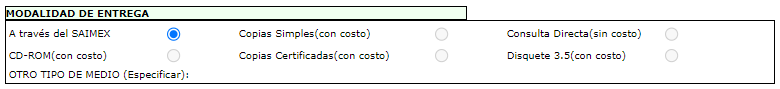 MODALIDAD DE ENTREGA
A través del SAIMEX Copias Simples(con costo) Consulta Directa(sin costo)
CD-ROM(con costo) Copias Certificadas(con costo) Disquete 3.5(con costo)
OTRO TIPO DE MEDIO (Especificar):